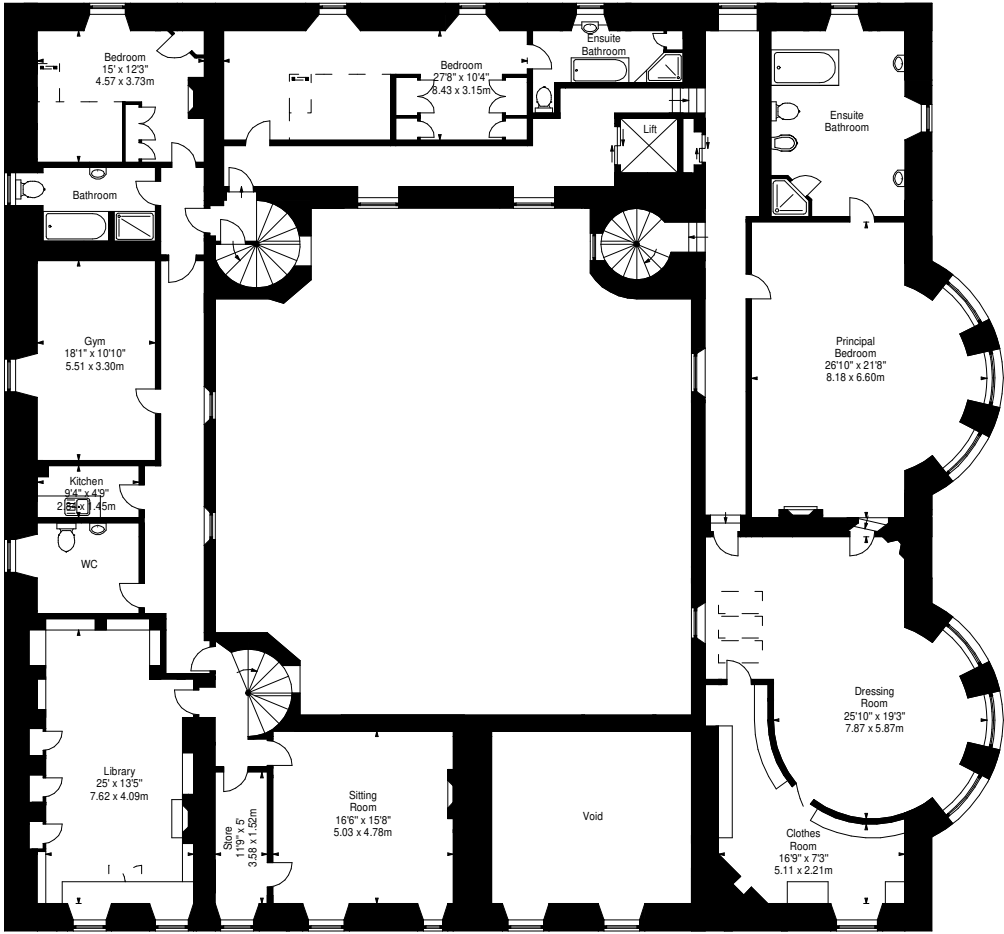 Bedroom
15' x 12'3"
4.57 x 3.73m
Bedroom
27'8" x 10'4"
8.43 x 3.15m
Ensuite
Bathroom
Lift
Ensuite
Bathroom
Bathroom
Gym
18'1" x 10'10"
5.51 x 3.30m
Principal
Bedroom
26'10" x 21'8"
8.18 x 6.60m
Kitchen
9'4" x 4'9"
2.84 x 1.45m
WC
Dressing
Room
25'10" x 19'3"
7.87 x 5.87m
Library
25' x 13'5"
7.62 x 4.09m
Store
11'9" x 5'
3.58 x 1.52m
Sitting
Room
16'6" x 15'8"
5.03 x 4.78m
Void
Clothes
Room
16'9" x 7'3"
5.11 x 2.21m